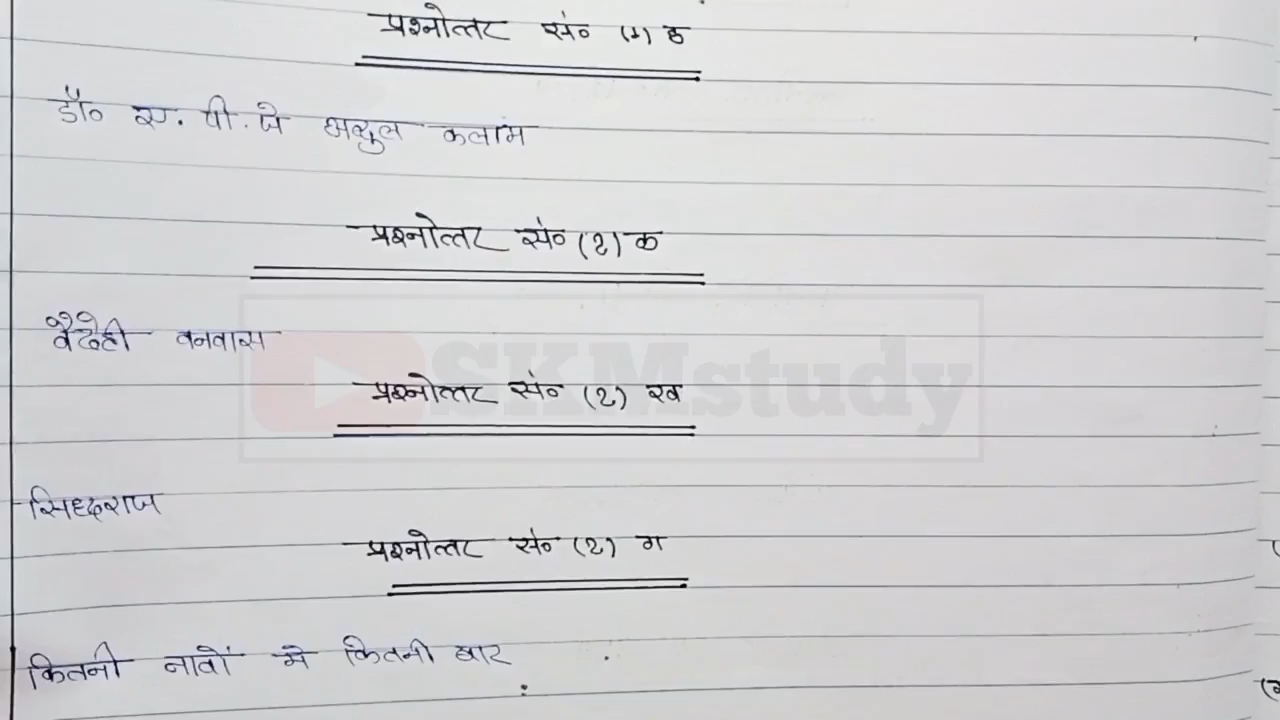 प्रश्नोत्तर सं० (1) ङ
डॉ० ए. पी. जे अब्दुल कलाम
प्रश्नोत्तर सं० (2) क
वैदेही वनवास
SKMstudy
प्रश्नोत्तर सं० (2) ख
सिध्दराज
प्रश्नोत्तर सं० (2) ग
कितनी नावों मे कितनी बार